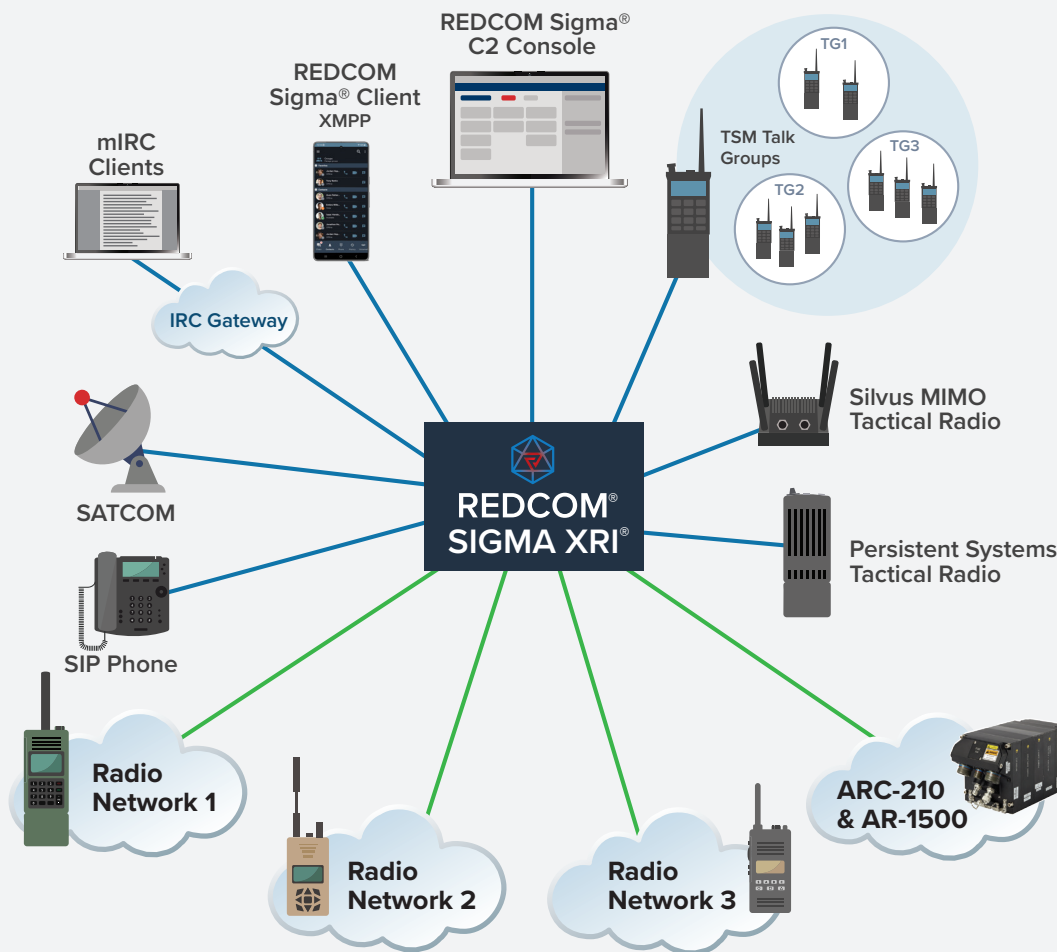 REDCOM Sigma®
C2 Console
REDCOM
Sigma® Client
XMPP
mIRC
Clients
IRC Gateway
TG1
TSM Talk
Groups
TG3
TG2
Silvus MIMO
Tactical Radio
SATCOM
REDCOM®
SIGMA XRI®
Persistent Systems
Tactical Radio
SIP Phone
Radio
Network 1
ARC-210
& AR-1500
Radio
Network 2
Radio
Network 3